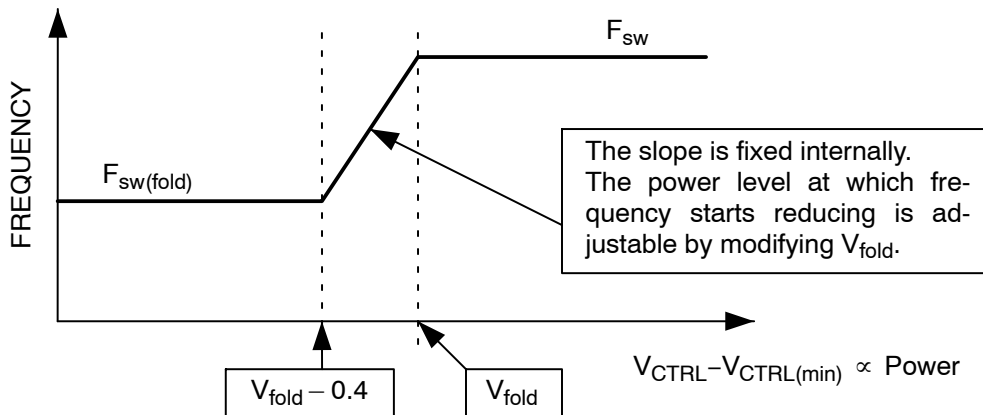 F_sw
FREQUENCY
F_sw(fold)
The slope is fixed internally.
The power level at which fre-
quency starts reducing is ad-
justable by modifying V_fold.
V_fold – 0.4
V_fold
V_CTRL–V_CTRL(min) ∝ Power